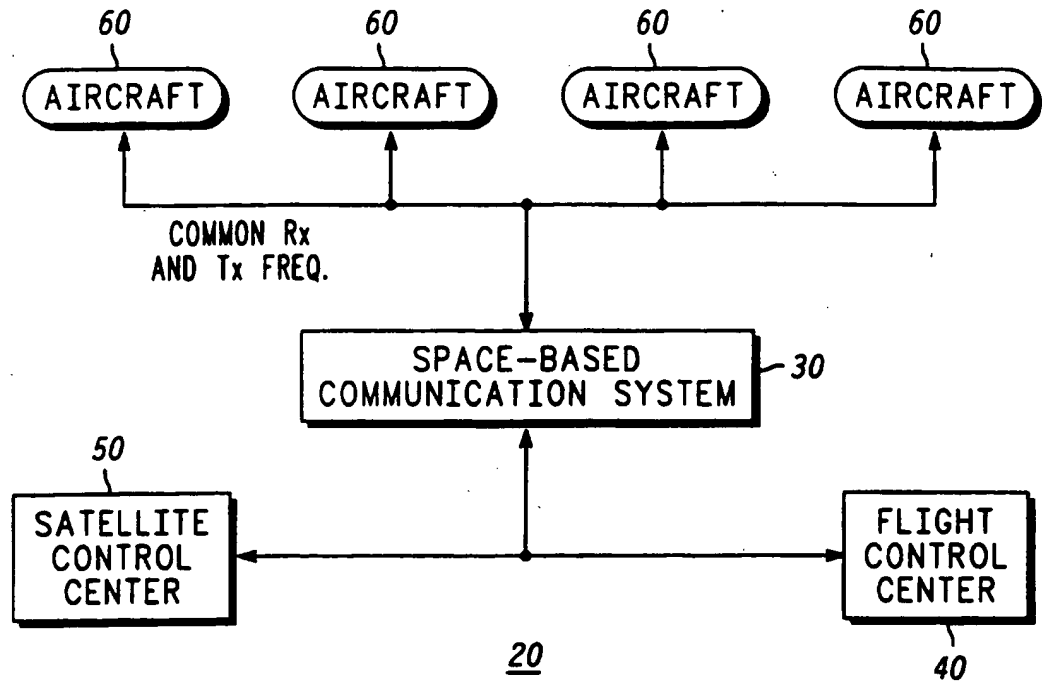 60 60 60 60
AIRCRAFT AIRCRAFT AIRCRAFT AIRCRAFT
COMMON Rx
AND Tx FREQ.
SPACE-BASED
COMMUNICATION SYSTEM
30
50
SATELLITE
CONTROL
CENTER
FLIGHT
CONTROL
CENTER
20
40